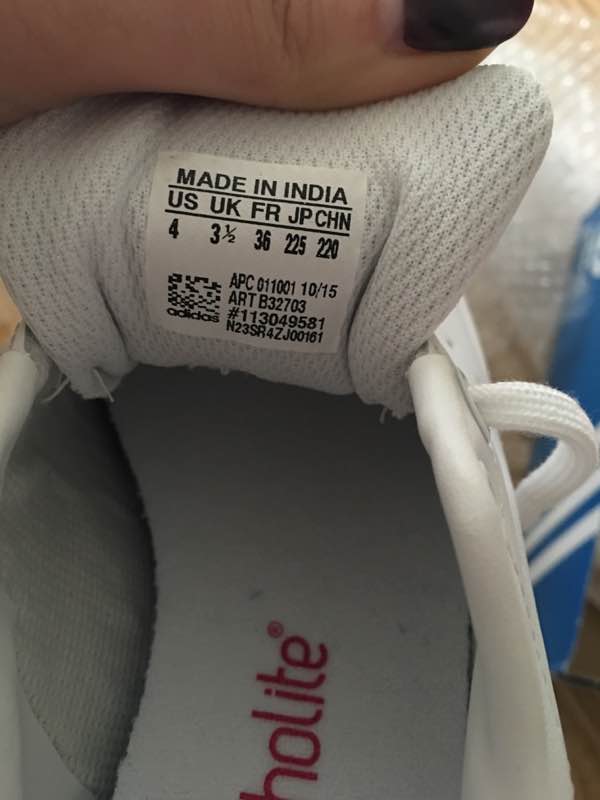 MADE IN INDIA
US UK FR JP CHN
4 3½ 36 225 220
APC 011001 10/15
ART B32703
#113049581
N23SR4ZJ00161
adidas
holite®